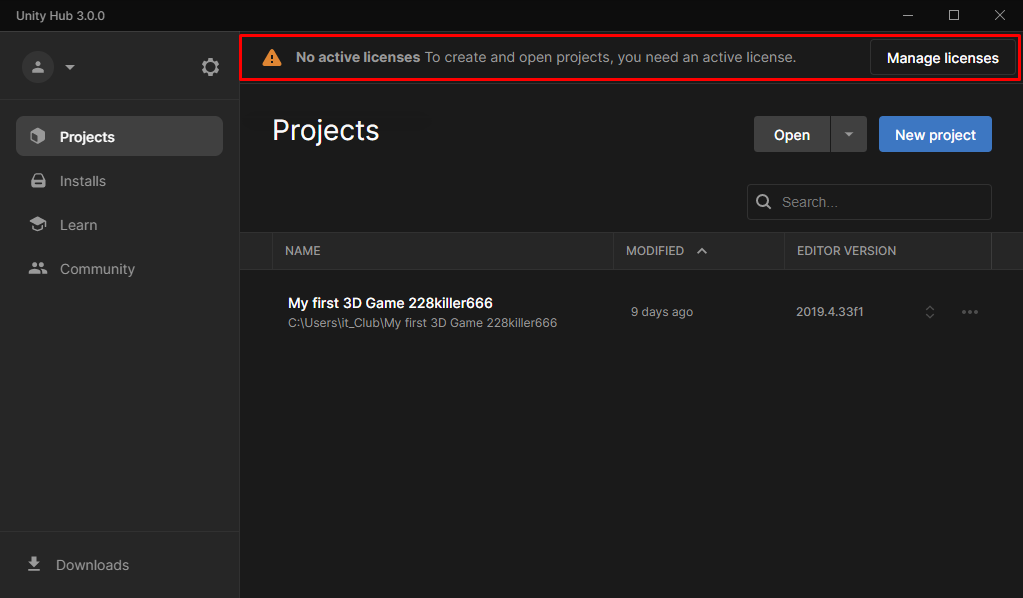 Unity Hub 3.0.0
No active licenses To create and open projects, you need an active license.
Manage licenses
Projects
Installs
Learn
Community
Downloads
Projects
Open
New project
Search...
NAME
MODIFIED
EDITOR VERSION
My first 3D Game 228killer666
C:\Users\it_Club\My first 3D Game 228killer666
9 days ago
2019.4.33f1